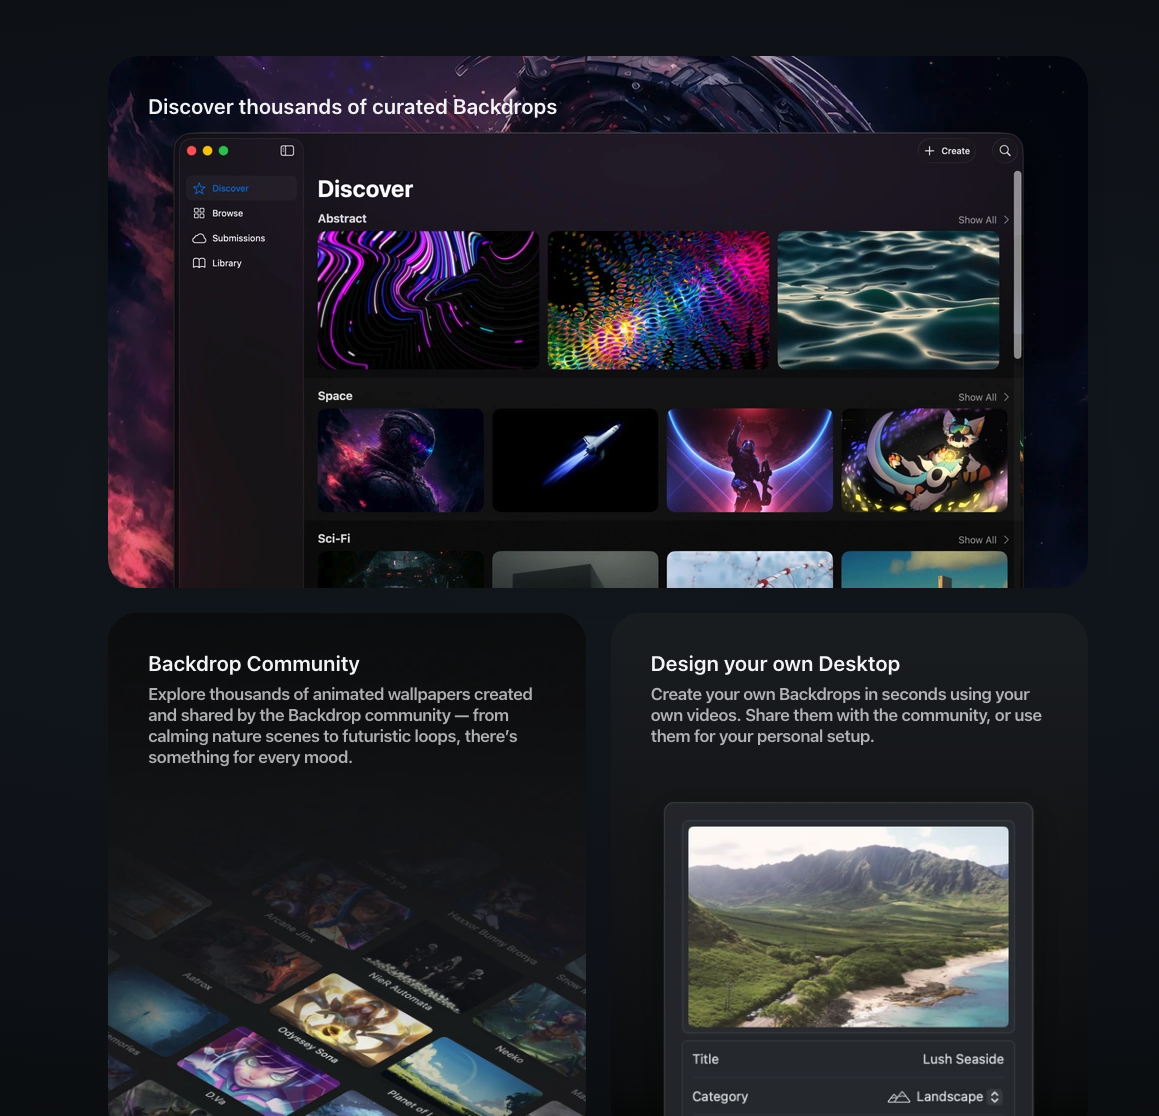 Discover thousands of curated Backdrops
Create
Discover
Browse
Submissions
Library
Discover
Abstract
Show All
Space
Show All
Sci-Fi
Show All
Backdrop Community
Explore thousands of animated wallpapers created
and shared by the Backdrop community — from
calming nature scenes to futuristic loops, there's
something for every mood.
Arcane Jinx
Haxxor Bunny Bronya
Aatrox
NieR Automata
Odyssey Sona
Neeko
D.Va
Planet of
Design your own Desktop
Create your own Backdrops in seconds using your
own videos. Share them with the community, or use
them for your personal setup.
Title
Lush Seaside
Category
Landscape